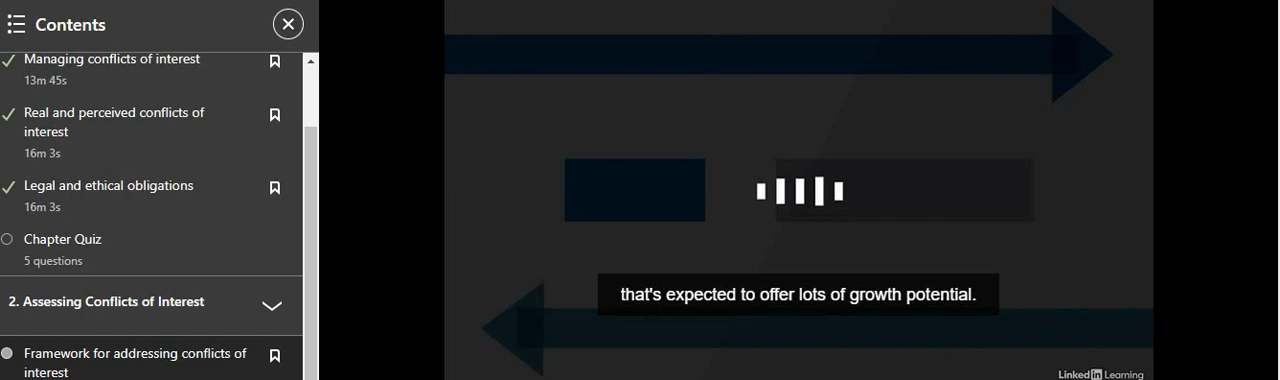 Contents
Managing conflicts of interest
13m 45s
Real and perceived conflicts of
interest
16m 3s
Legal and ethical obligations
16m 3s
Chapter Quiz
5 questions
2. Assessing Conflicts of Interest
Framework for addressing conflicts of
interest
that's expected to offer lots of growth potential.
Linked in Learning